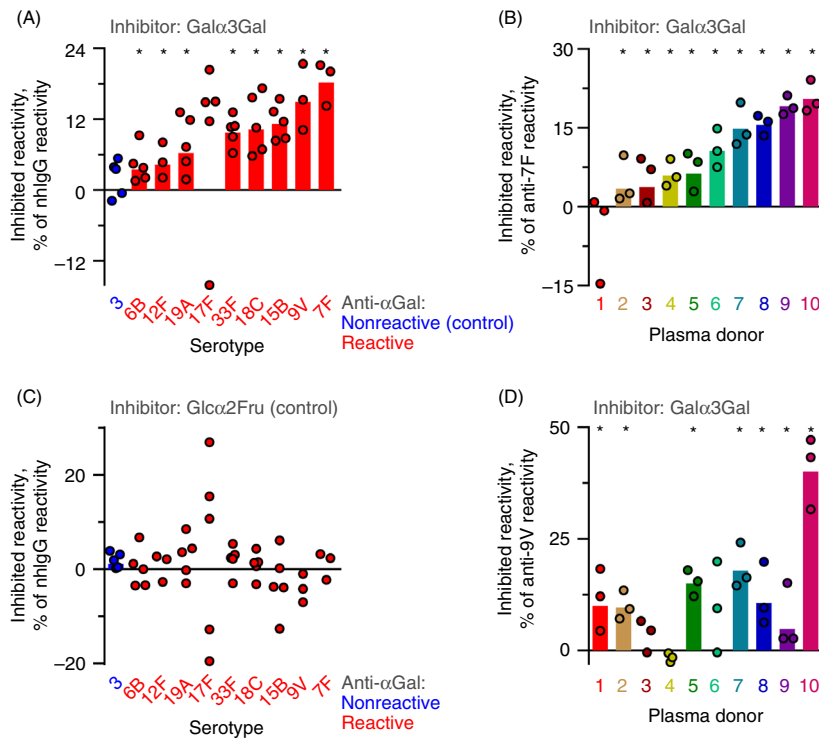 (A)
Inhibitor: Galα3Gal
Inhibited reactivity,
% of nhIgG reactivity
24
12
0
−12
* * * * * * * *
3 6B 12F 19A 17F 33F 18C 15B 9V 7F
Serotype
Anti-αGal:
Nonreactive (control)
Reactive
(B)
Inhibitor: Galα3Gal
Inhibited reactivity,
% of anti-7F reactivity
30
15
0
−15
* * * * * * * * *
1 2 3 4 5 6 7 8 9 10
Plasma donor
(C)
Inhibitor: Glcα2Fru (control)
Inhibited reactivity,
% of nhIgG reactivity
20
0
−20
3 6B 12F 19A 17F 33F 18C 15B 9V 7F
Serotype
Anti-αGal:
Nonreactive
Reactive
(D)
Inhibitor: Galα3Gal
Inhibited reactivity,
% of anti-9V reactivity
50
25
0
* * * * * * *
1 2 3 4 5 6 7 8 9 10
Plasma donor